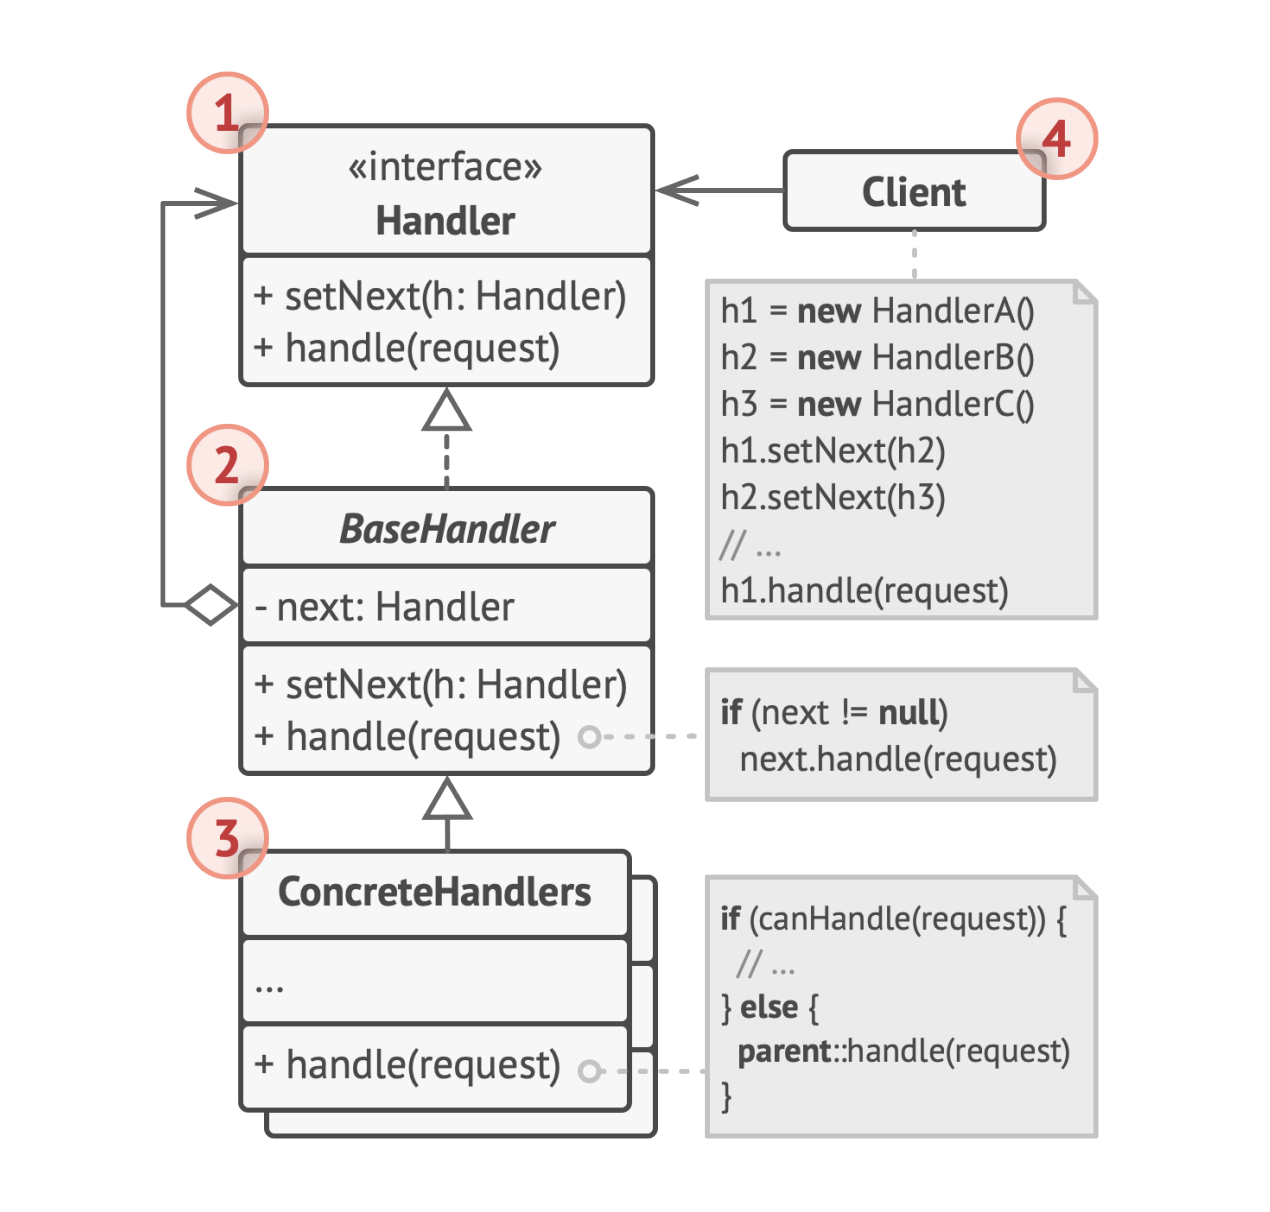 1
«interface»
Handler
+ setNext(h: Handler)
+ handle(request)
4
Client
h1 = new HandlerA()
h2 = new HandlerB()
h3 = new HandlerC()
h1.setNext(h2)
h2.setNext(h3)
// ...
h1.handle(request)
2
BaseHandler
- next: Handler
+ setNext(h: Handler)
+ handle(request)
if (next != null)
next.handle(request)
3
ConcreteHandlers
...
+ handle(request)
if (canHandle(request)) {
// ...
} else {
parent::handle(request)
}